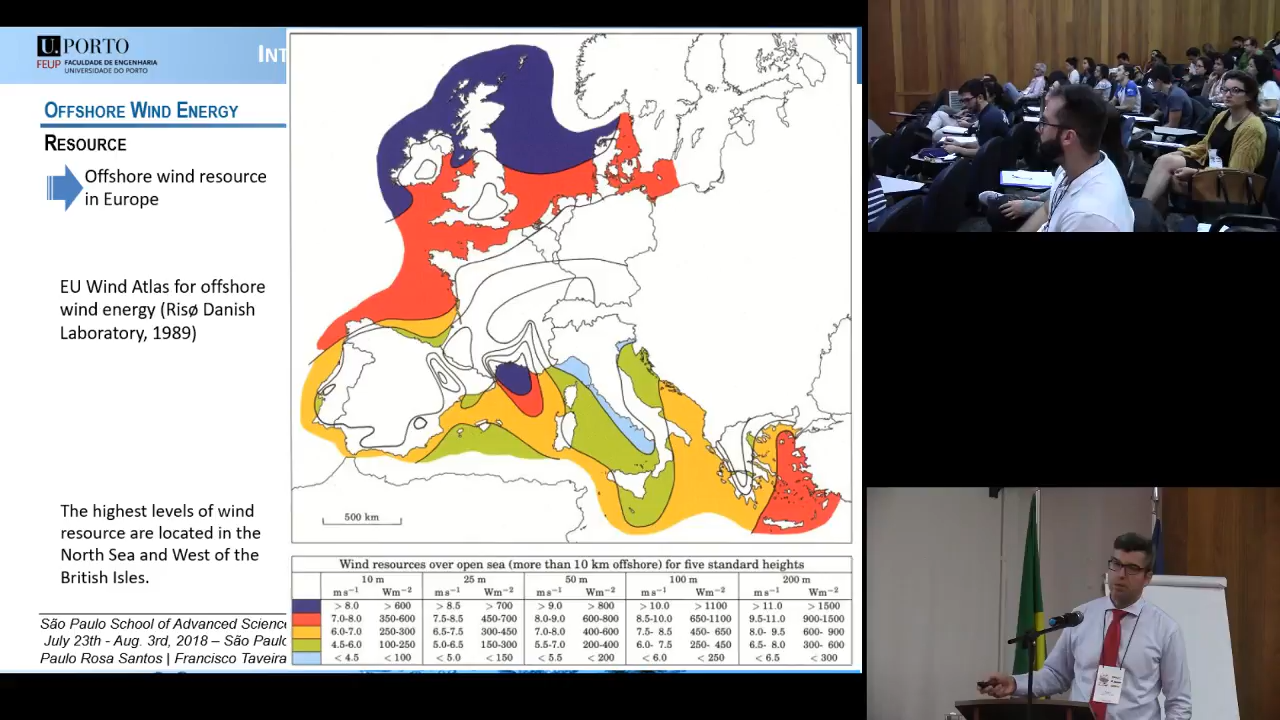 U.PORTO
FEUP FACULDADE DE ENGENHARIA
UNIVERSIDADE DO PORTO
INT
OFFSHORE WIND ENERGY
RESOURCE
Offshore wind resource
in Europe
EU Wind Atlas for offshore
wind energy (Risø Danish
Laboratory, 1989)
The highest levels of wind
resource are located in the
North Sea and West of the
British Isles.
São Paulo School of Advanced Science
July 23th - Aug. 3rd, 2018 – São Paulo
Paulo Rosa Santos | Francisco Taveira
500 km
Wind resources over open sea (more than 10 km offshore) for five standard heights
10 m 25 m 50 m 100 m 200 m
m s⁻¹ Wm⁻² m s⁻¹ Wm⁻² m s⁻¹ Wm⁻² m s⁻¹ Wm⁻² m s⁻¹ Wm⁻²
> 8.0 > 600 > 8.5 > 700 > 9.0 > 800 > 10.0 > 1100 > 11.0 > 1500
7.0-8.0 350-600 7.5-8.5 450-700 8.0-9.0 600-800 8.5-10.0 650-1100 9.5-11.0 900-1500
6.0-7.0 250-300 6.5-7.5 300-450 7.0-8.0 400-600 7.5- 8.5 450- 650 8.0- 9.5 600- 900
4.5-6.0 100-250 5.0-6.5 150-300 5.5-7.0 200-400 6.0- 7.5 250- 450 6.5- 8.0 300- 600
< 4.5 < 100 < 5.0 < 150 < 5.5 < 200 < 6.0 < 250 < 6.5 < 300